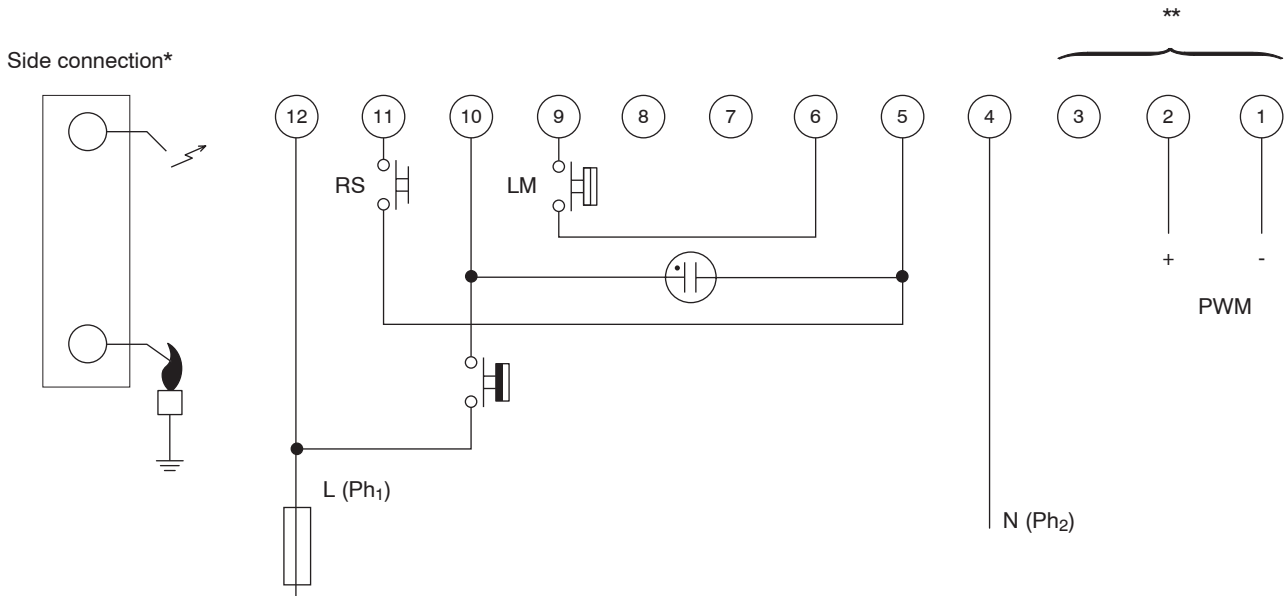 **
Side connection*
12 11 10 9 8 7 6 5 4 3 2 1
RS
LM
+ -
PWM
L (Ph₁)
N (Ph₂)